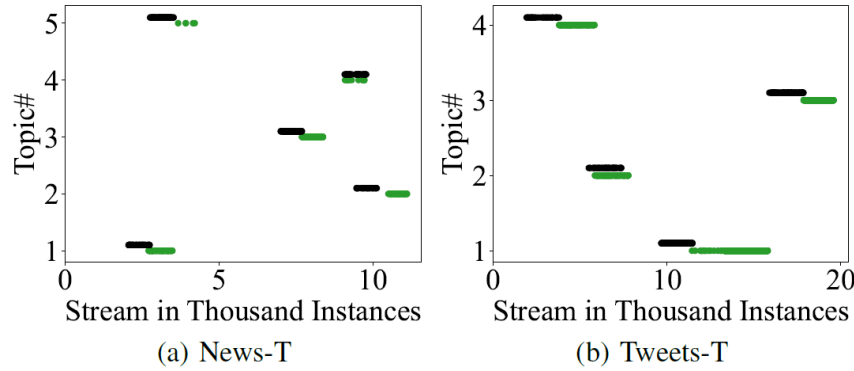 5
4
3
2
1
Topic#
0 5 10
Stream in Thousand Instances
(a) News-T
4
3
2
1
Topic#
0 10 20
Stream in Thousand Instances
(b) Tweets-T